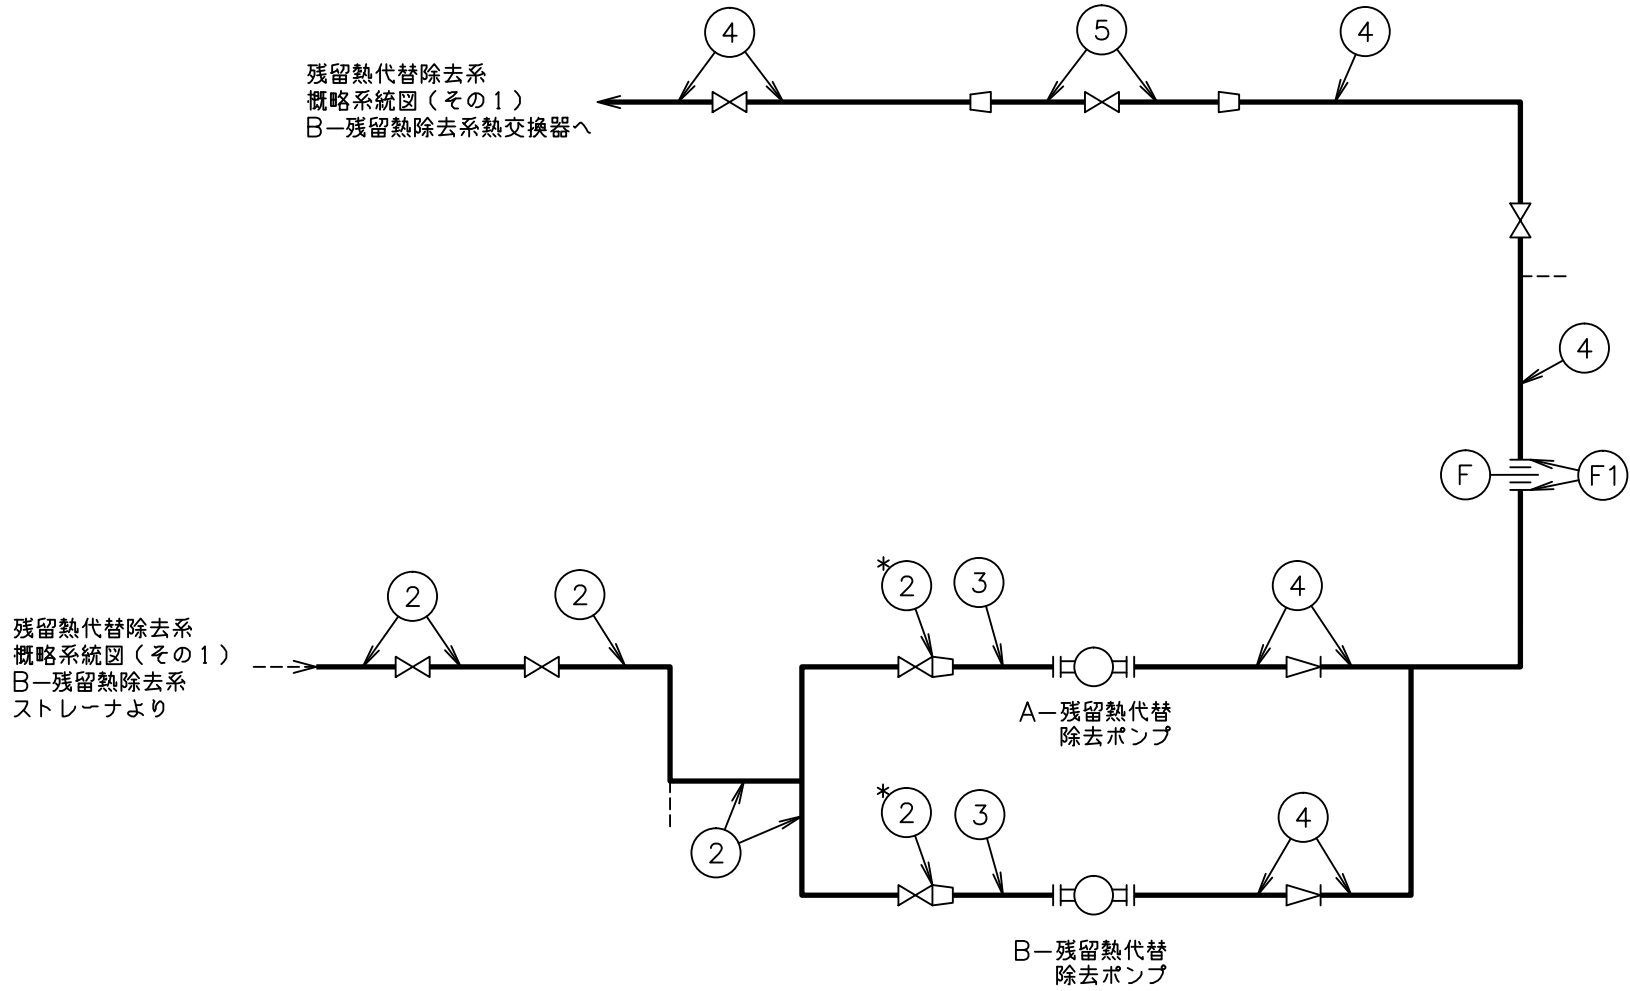 4
5
4
残留熱代替除去系
概略系統図(その1)
B-残留熱除去系熱交換器へ
4
F
F1
2
2
*
2
3
4
残留熱代替除去系
概略系統図(その1)
B-残留熱除去系
ストレーナより
A-残留熱代替
除去ポンプ
*
2
3
4
2
B-残留熱代替
除去ポンプ